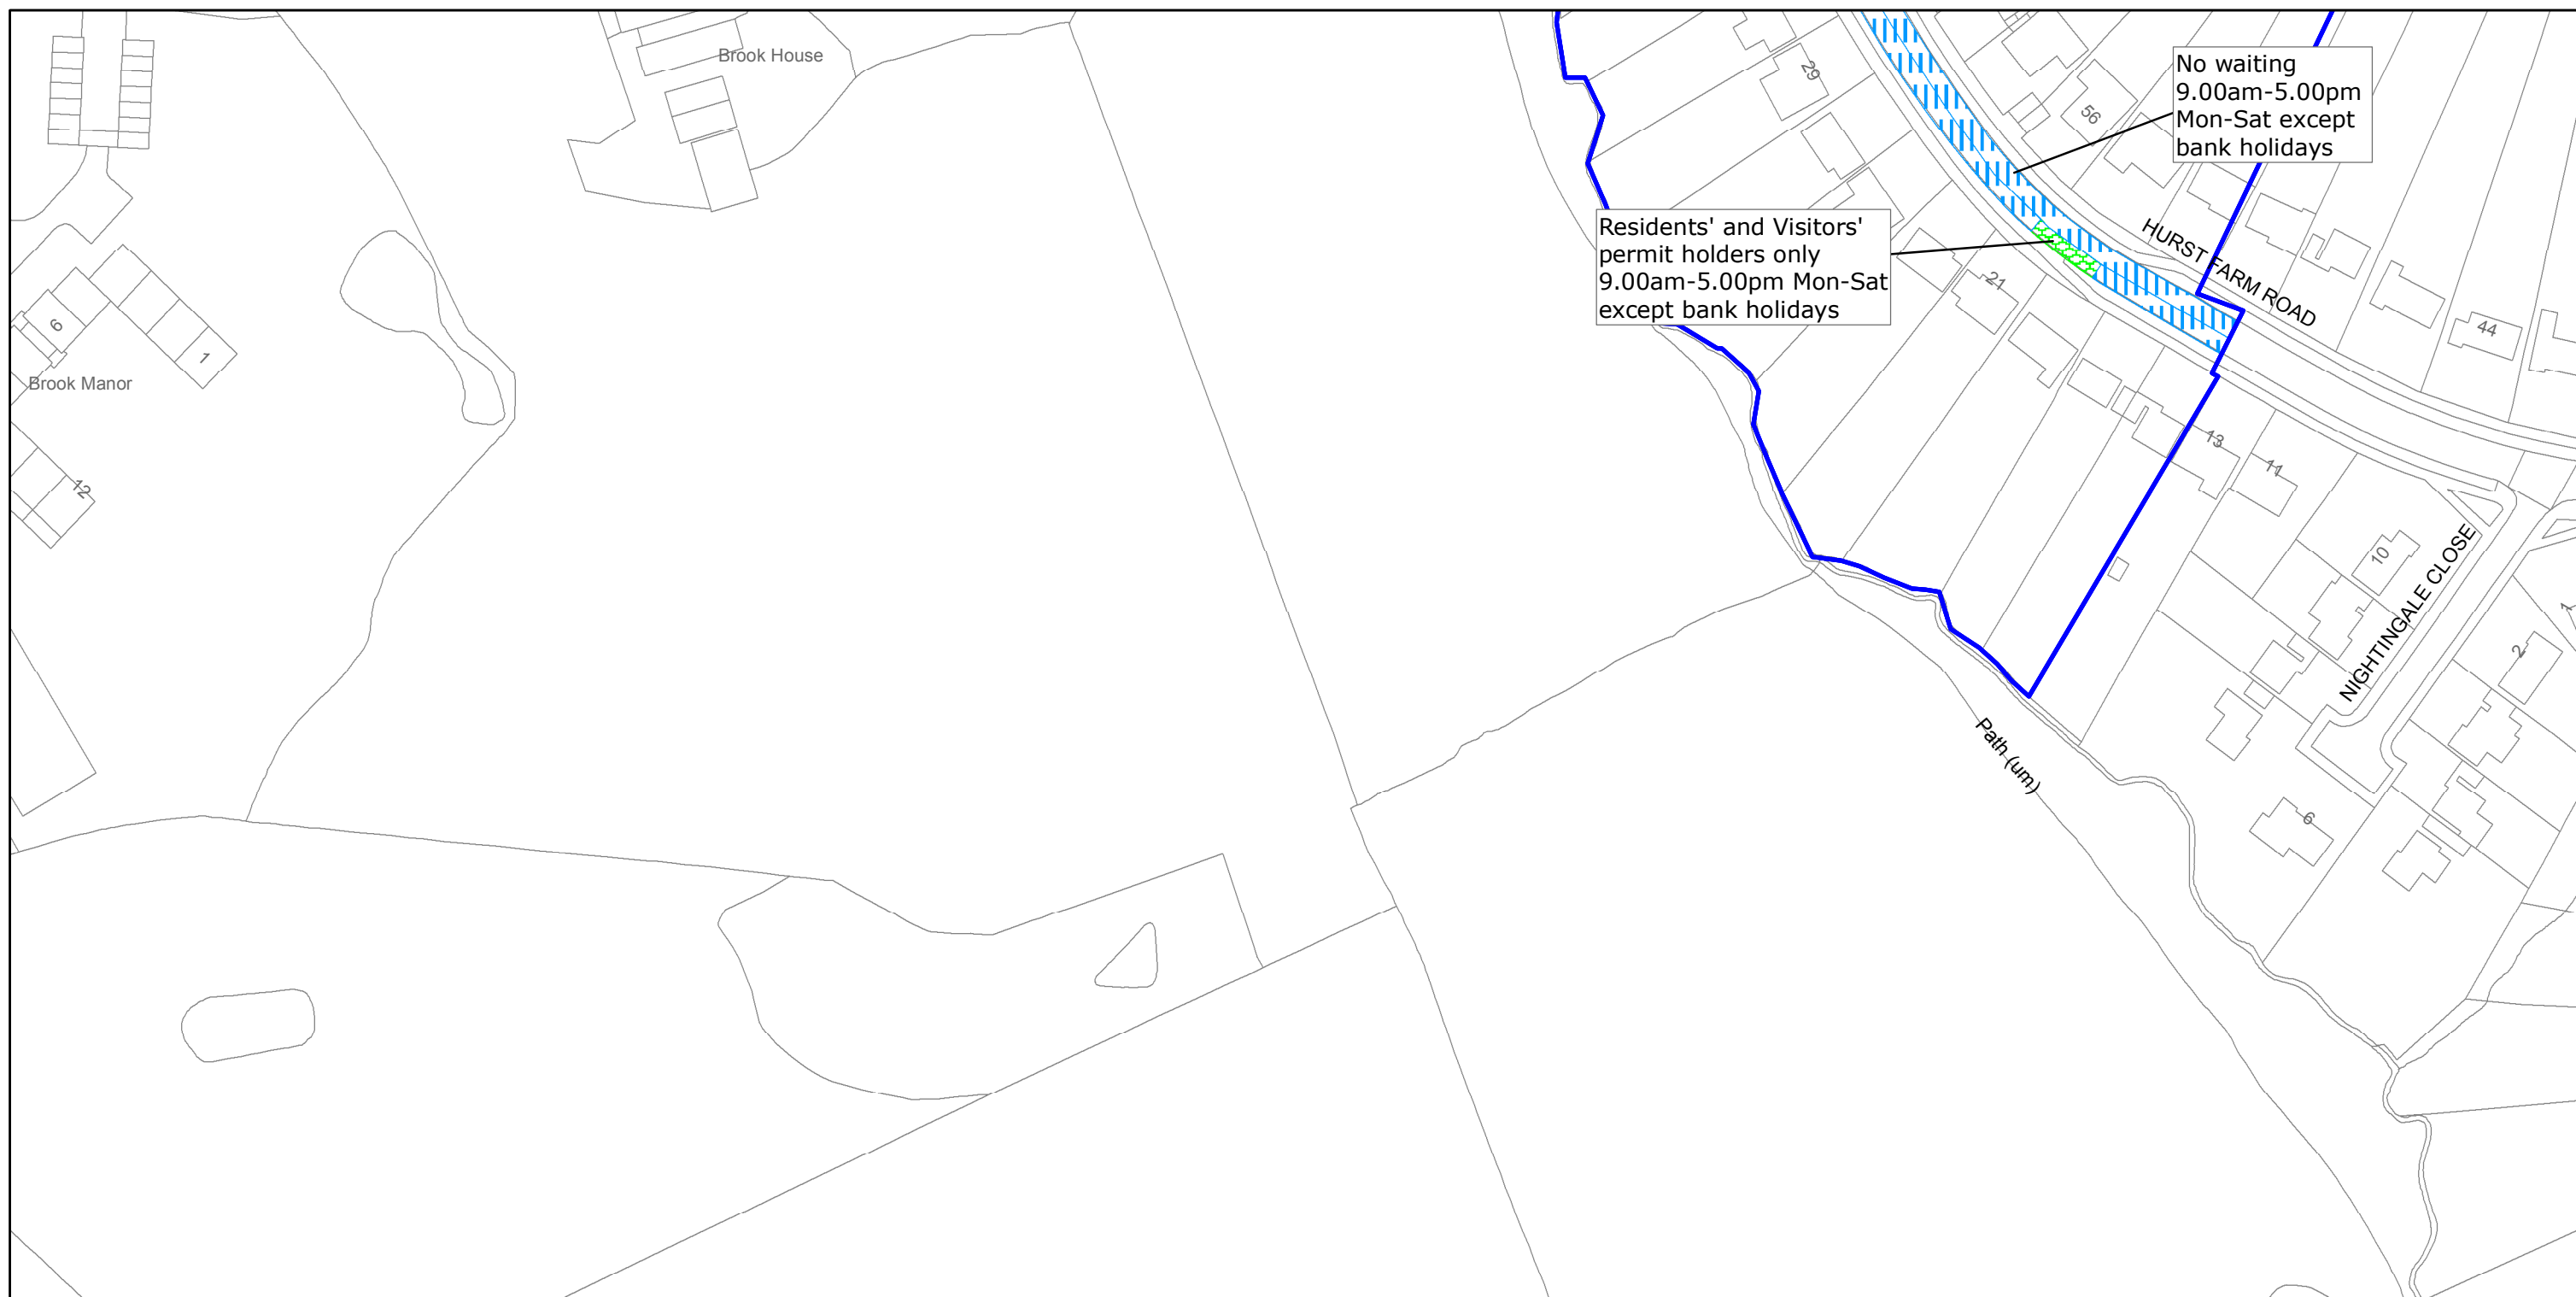 Brook House
29
56
No waiting
9.00am-5.00pm
Mon-Sat except
bank holidays
Residents' and Visitors'
permit holders only
9.00am-5.00pm Mon-Sat
except bank holidays
HURST FARM ROAD
21
44
6
1
Brook Manor
12
13
11
10
NIGHTINGALE CLOSE
1
2
Path (um)
6